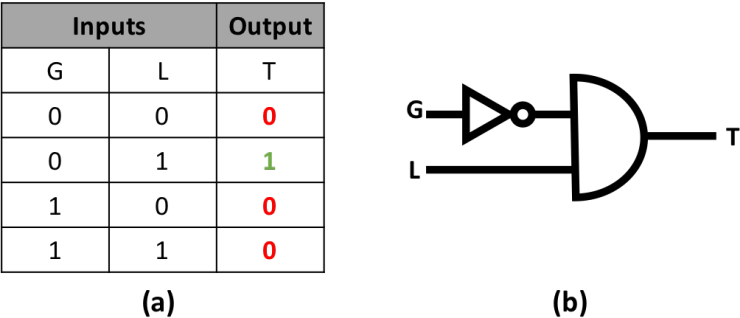 Inputs Output
G L T
0 0 0
0 1 1
1 0 0
1 1 0
(a)
G
L
T
(b)